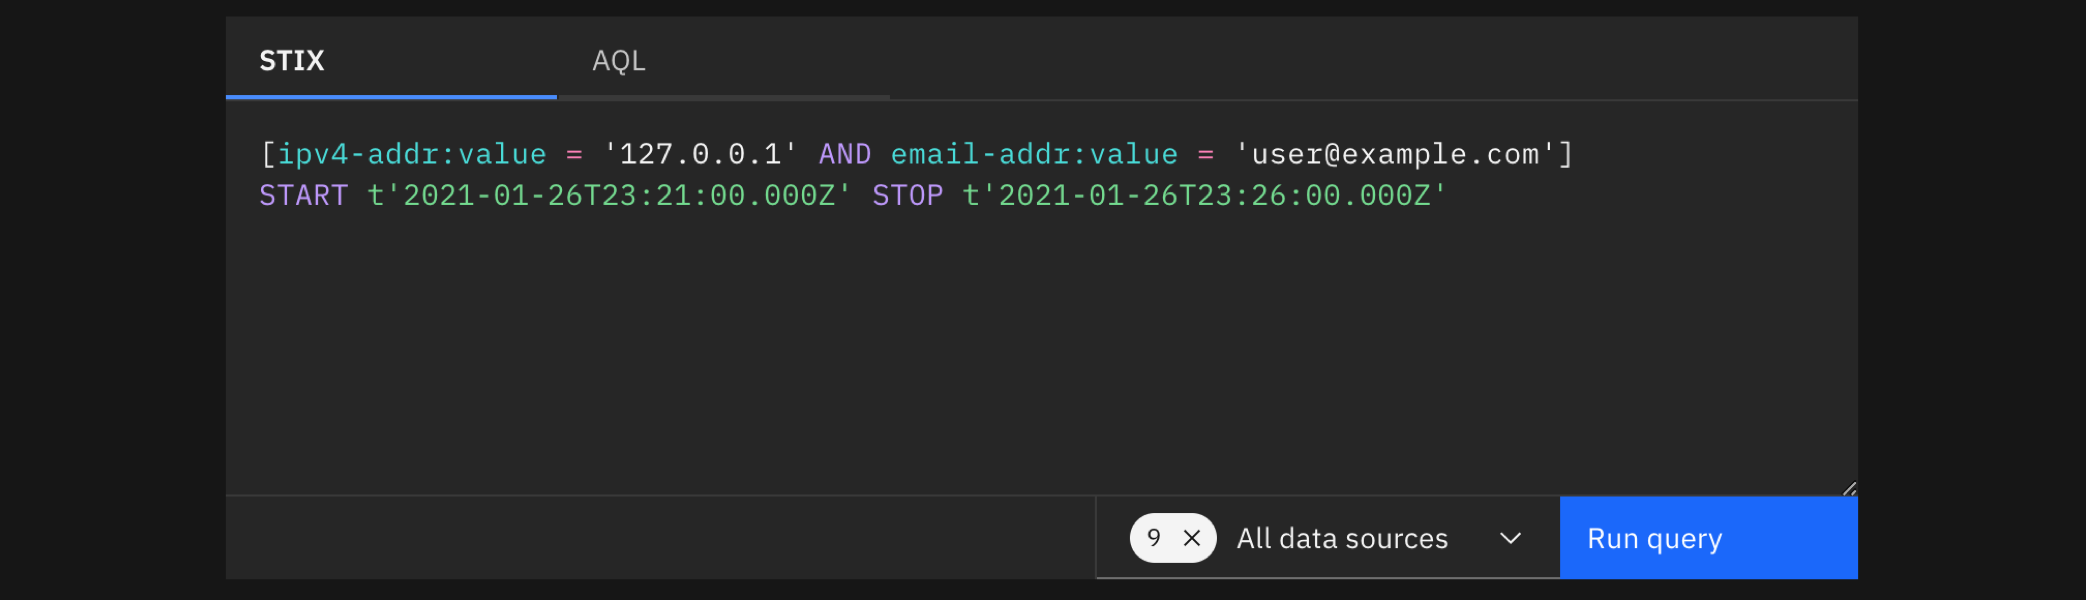 STIX AQL
[ipv4-addr:value = '127.0.0.1' AND email-addr:value = 'user@example.com']
START t'2021-01-26T23:21:00.000Z' STOP t'2021-01-26T23:26:00.000Z'
9 All data sources Run query